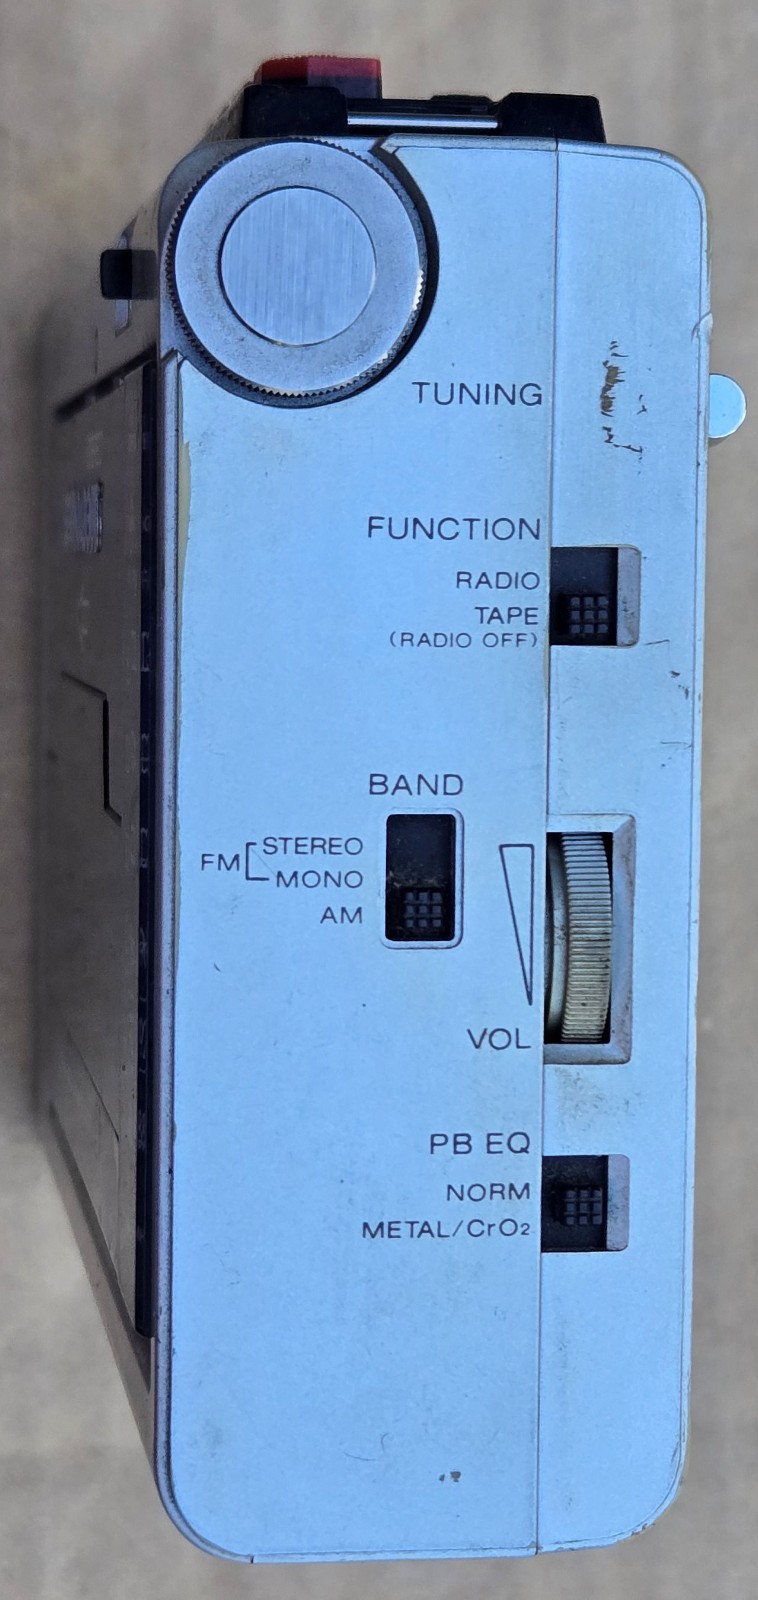 TUNING
FUNCTION
RADIO
TAPE
(RADIO OFF)
BAND
FM STEREO
MONO
AM
VOL
PB EQ
NORM
METAL/CrO2